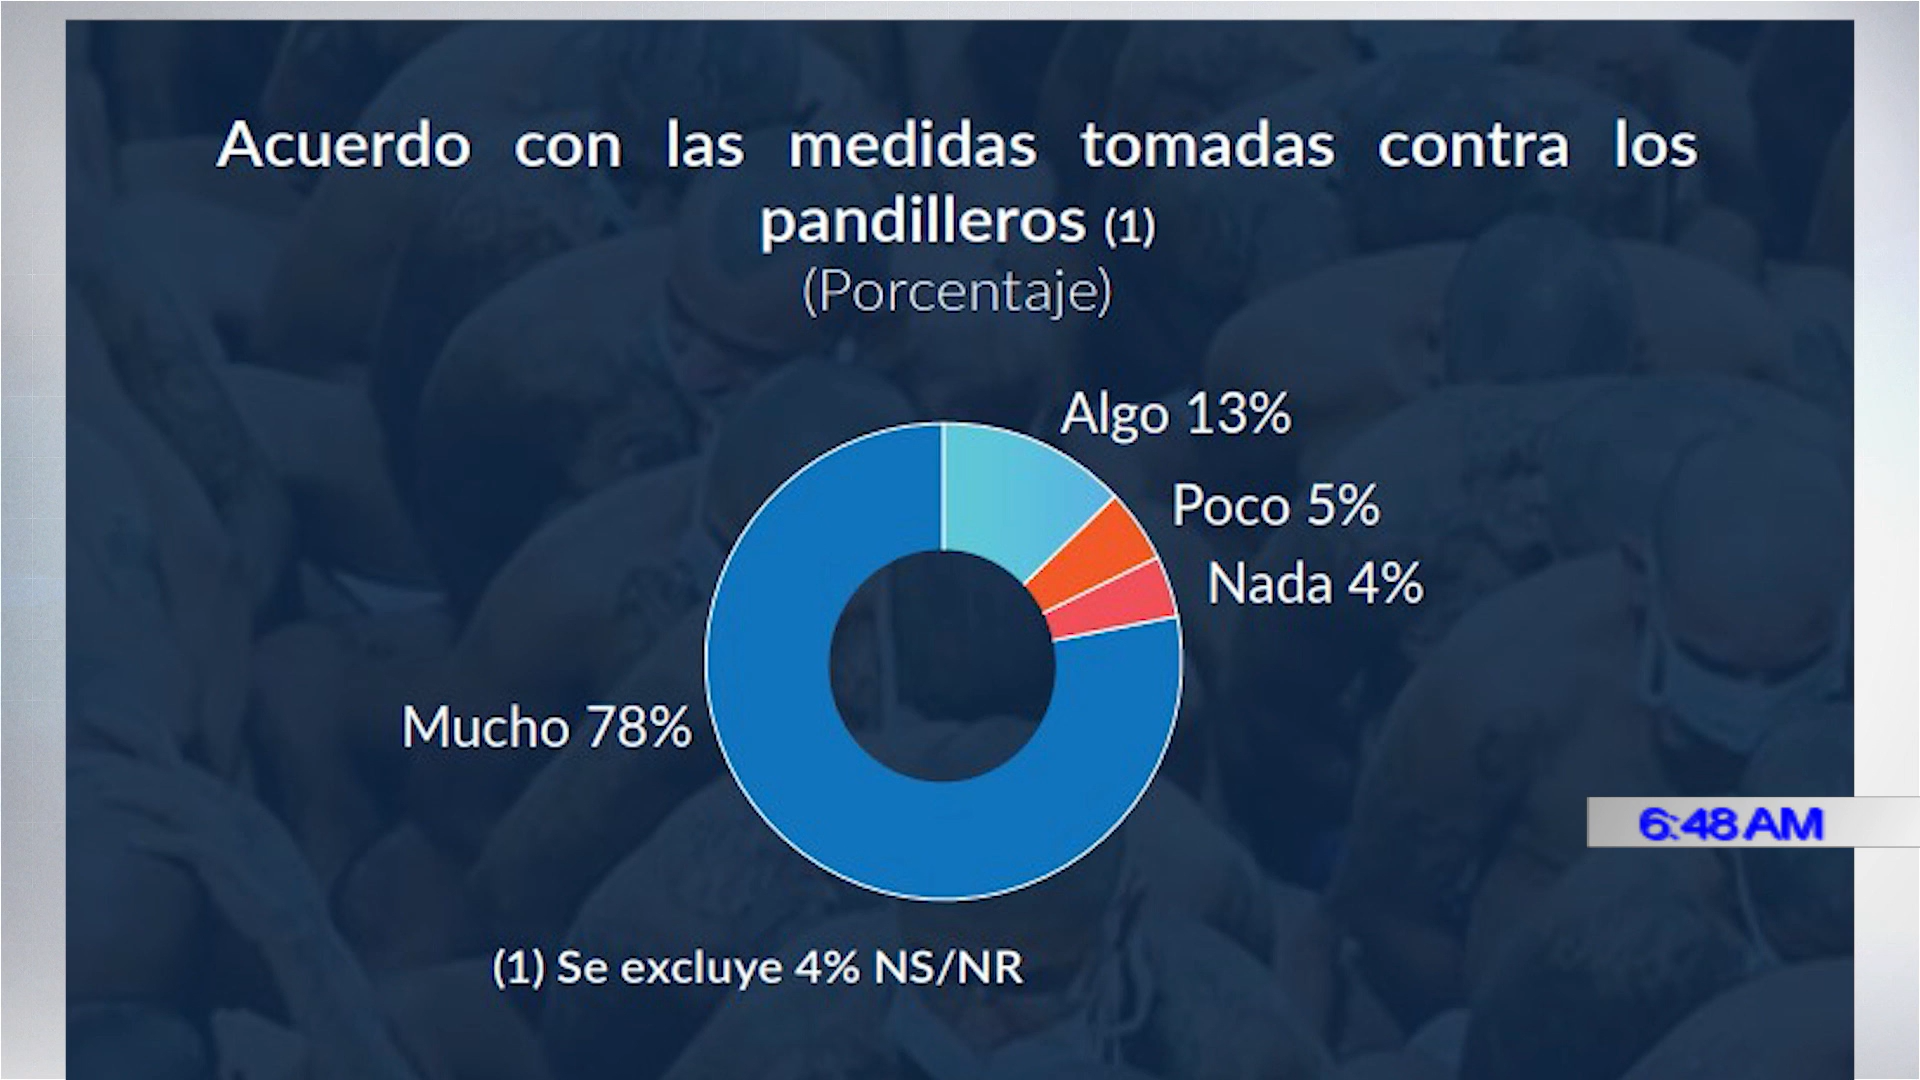 Acuerdo con las medidas tomadas contra los
pandilleros (1)
(Porcentaje)
Algo 13%
Poco 5%
Nada 4%
Mucho 78%
6:48 AM
(1) Se excluye 4% NS/NR